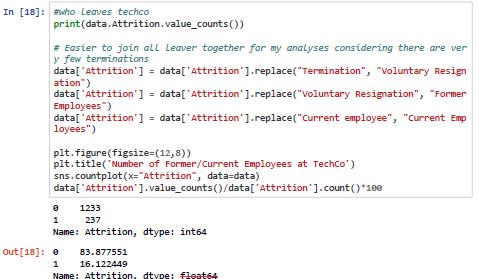 In [18]: #who leaves techco
print(data.Attrition.value_counts())
# Easier to join all Leaver together for my analyses considering there are ver
y few terminations
data['Attrition'] = data['Attrition'].replace("Termination", "Voluntary Resign
ation")
data['Attrition'] = data['Attrition'].replace("Voluntary Resignation", "Former
Employees")
data['Attrition'] = data['Attrition'].replace("Current employee", "Current Emp
loyees")
plt.figure(figsize=(12,8))
plt.title('Number of Former/Current Employees at TechCo')
sns.countplot(x="Attrition", data=data)
data['Attrition'].value_counts()/data['Attrition'].count()*100
0 1233
1 237
Name: Attrition, dtype: int64
Out[18]: 0 83.877551
1 16.122449
Name: Attrition, dtype: float64